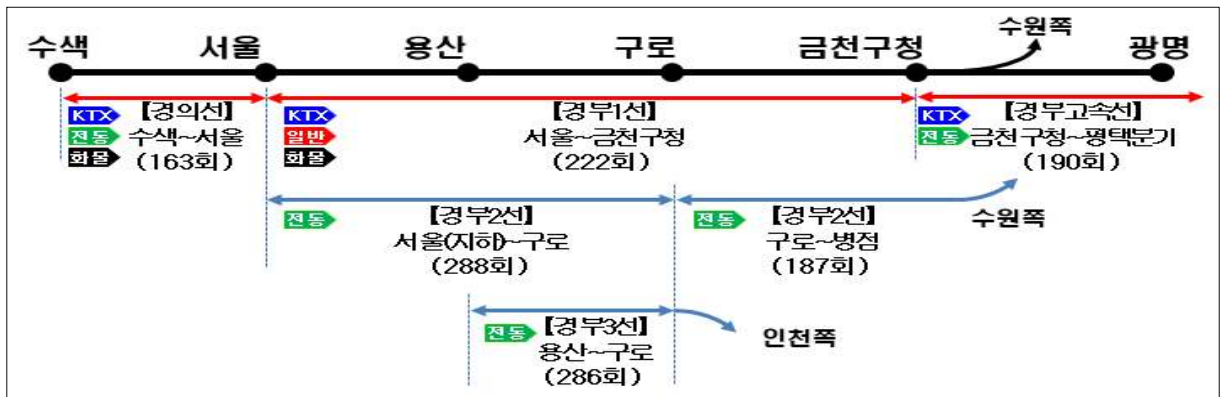 수원쪽
수색 서울 용산 구로 금천구청 광명
KTX 【경의선】 KTX 【경부1선】 KTX 【경부고속선】
전동 수색~서울 일반 서울~금천구청 전동 금천구청~평택분기
화물 (163회) 화물 (222회) (190회)
【경부2선】 【경부2선】 수원쪽
전동 서울(지하)~구로 전동 구로~병점
(288회) (187회)
전동 【경부3선】 인천쪽
용산~구로
(286회)